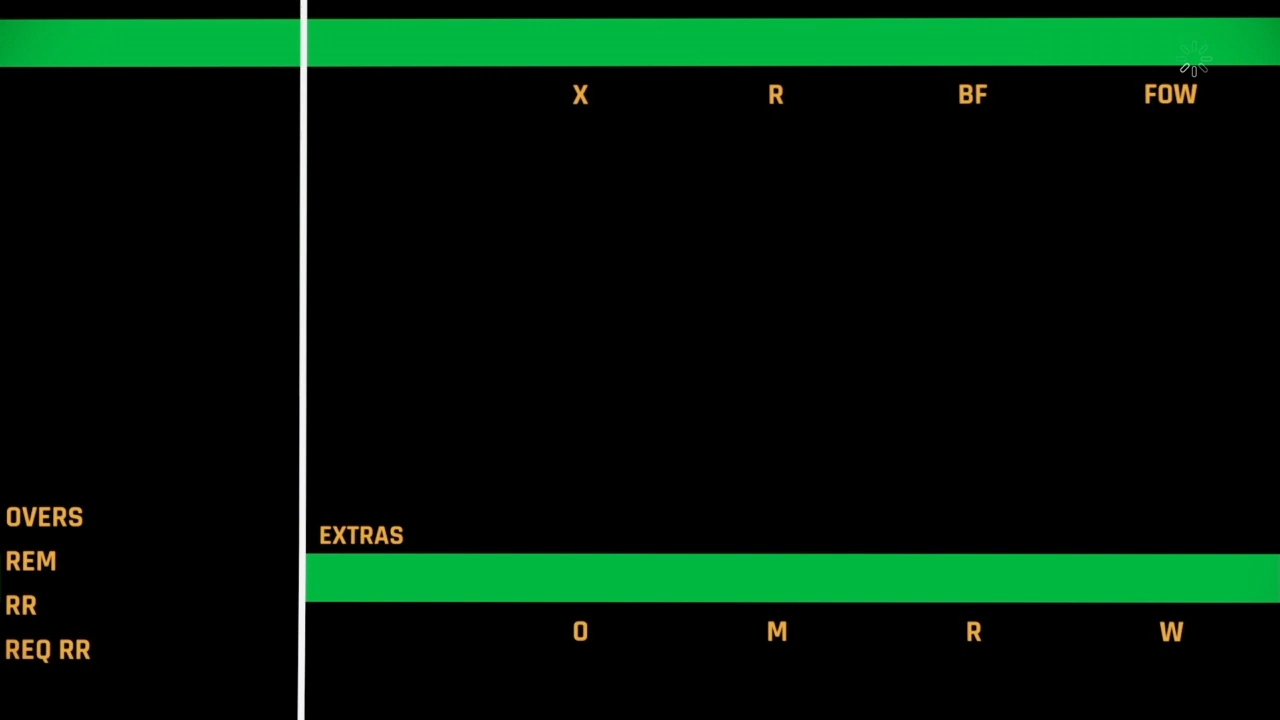 X R BF FOW
OVERS
REM
RR
REQ RR
EXTRAS
O M R W